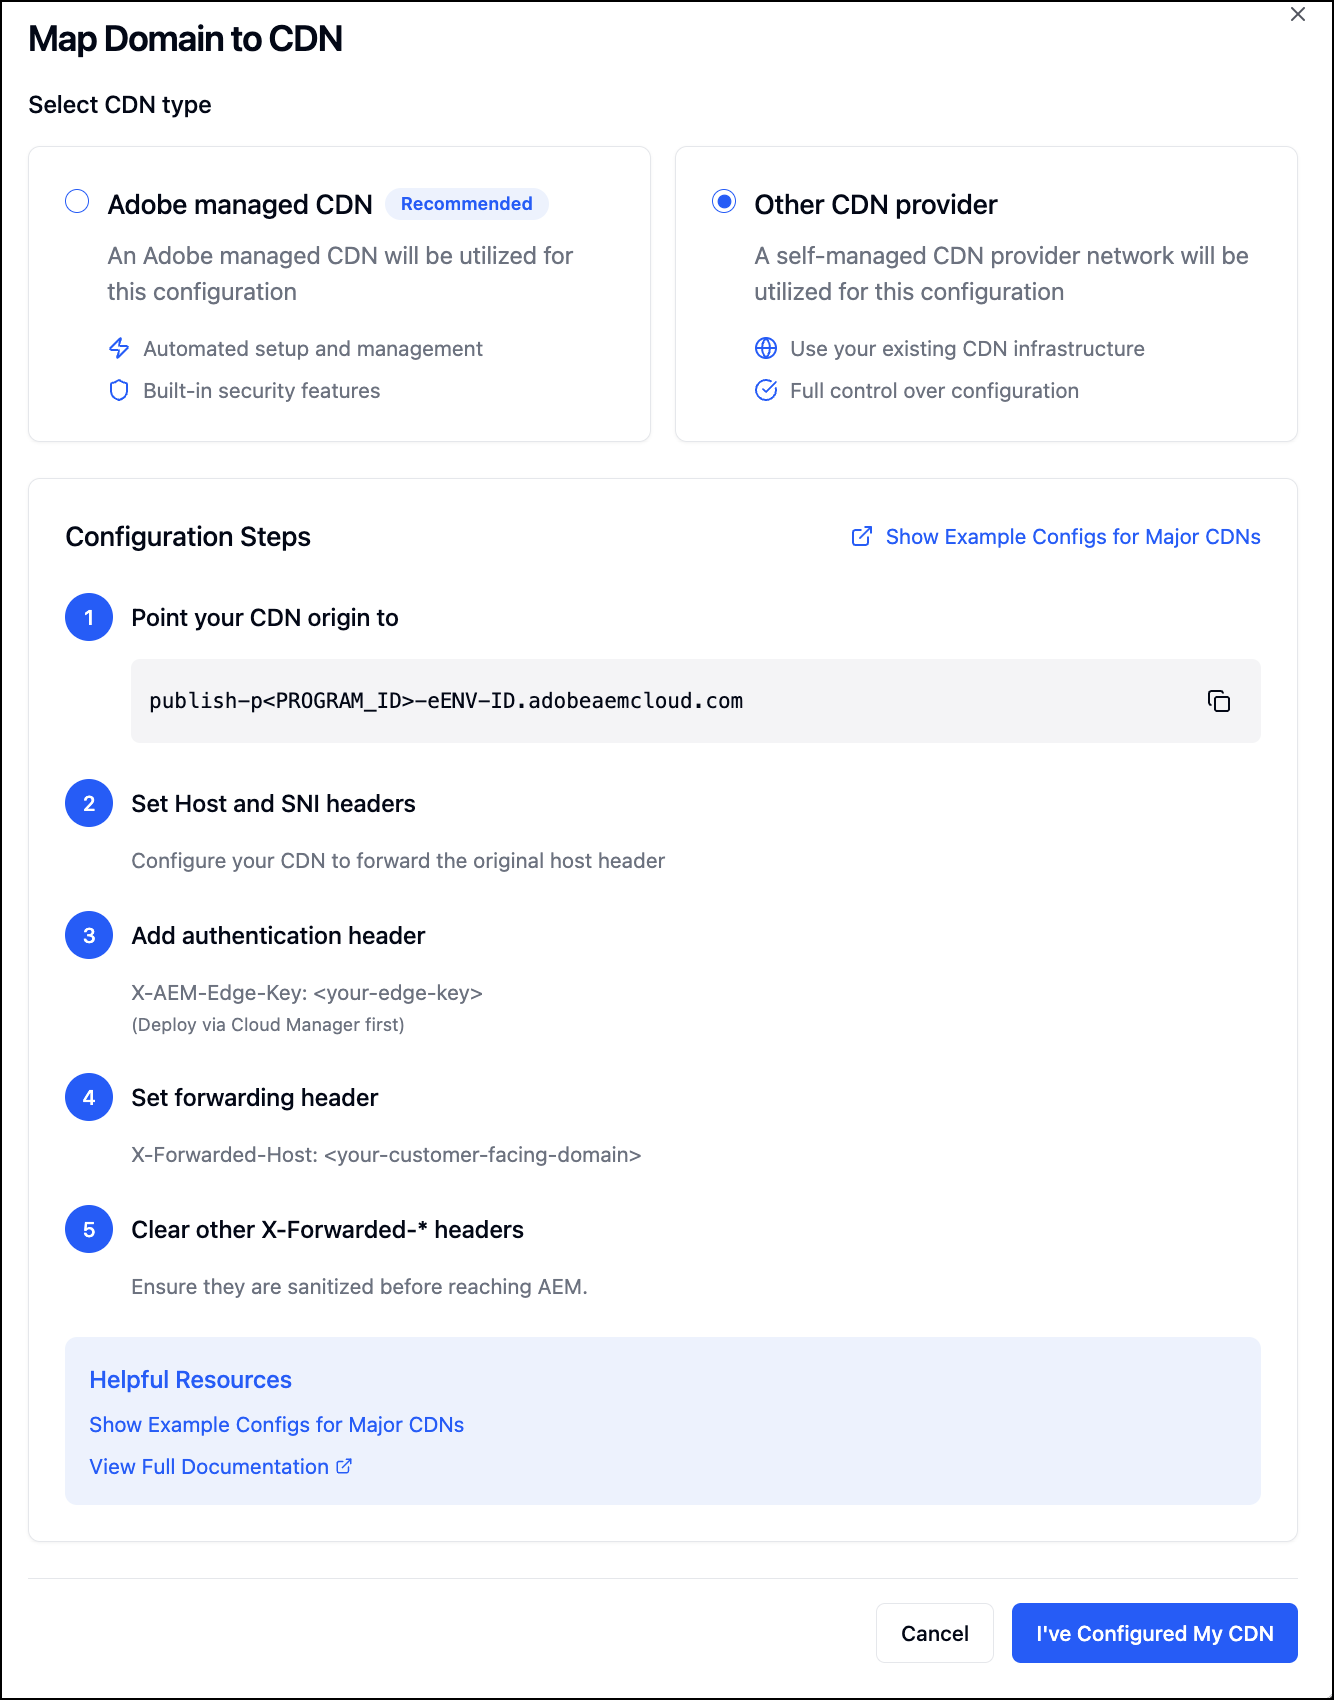 Map Domain to CDN
Select CDN type
Adobe managed CDN Recommended
An Adobe managed CDN will be utilized for
this configuration
Automated setup and management
Built-in security features
Other CDN provider
A self-managed CDN provider network will be
utilized for this configuration
Use your existing CDN infrastructure
Full control over configuration
Configuration Steps
Show Example Configs for Major CDNs
1 Point your CDN origin to
publish-p<PROGRAM_ID>-eENV-ID.adobeaemcloud.com
2 Set Host and SNI headers
Configure your CDN to forward the original host header
3 Add authentication header
X-AEM-Edge-Key: <your-edge-key>
(Deploy via Cloud Manager first)
4 Set forwarding header
X-Forwarded-Host: <your-customer-facing-domain>
5 Clear other X-Forwarded-* headers
Ensure they are sanitized before reaching AEM.
Helpful Resources
Show Example Configs for Major CDNs
View Full Documentation
Cancel
I've Configured My CDN